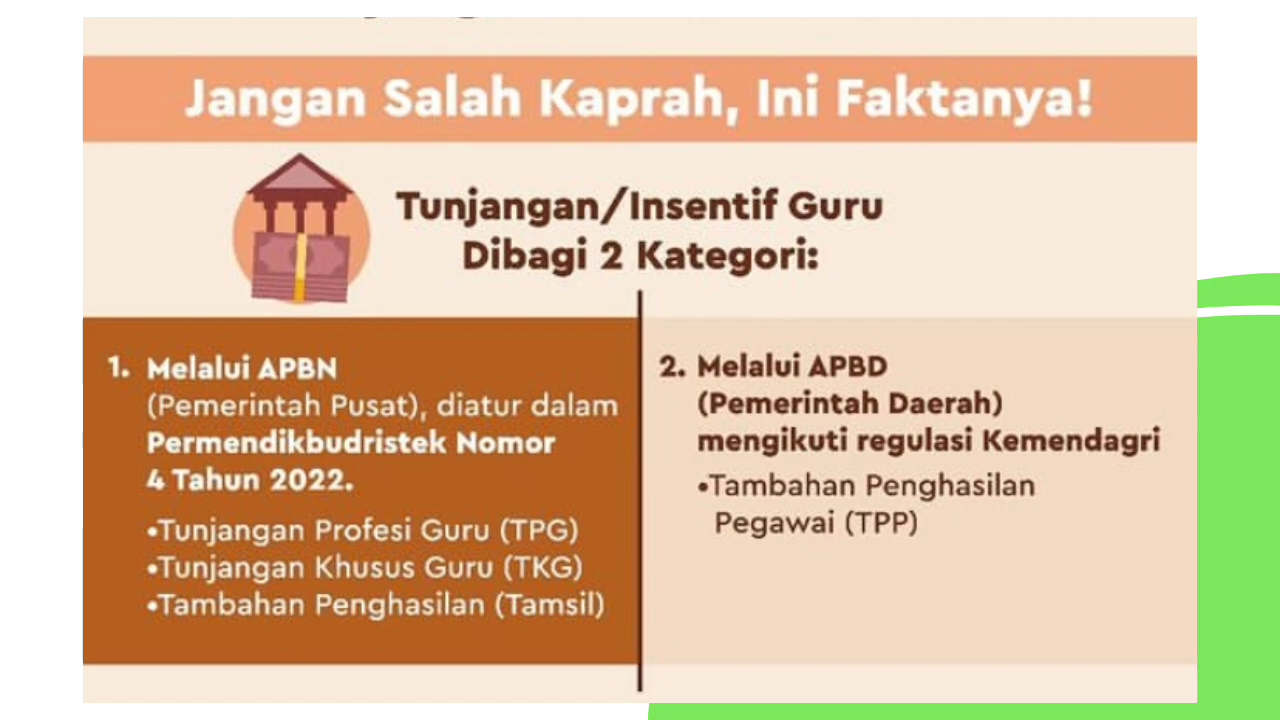 Jangan Salah Kaprah, Ini Faktanya!
Tunjangan/Insentif Guru
Dibagi 2 Kategori:
1. Melalui APBN
(Pemerintah Pusat), diatur dalam
Permendikbudristek Nomor
4 Tahun 2022.
•Tunjangan Profesi Guru (TPG)
•Tunjangan Khusus Guru (TKG)
•Tambahan Penghasilan (Tamsil)
2. Melalui APBD
(Pemerintah Daerah)
mengikuti regulasi Kemendagri
•Tambahan Penghasilan
Pegawai (TPP)